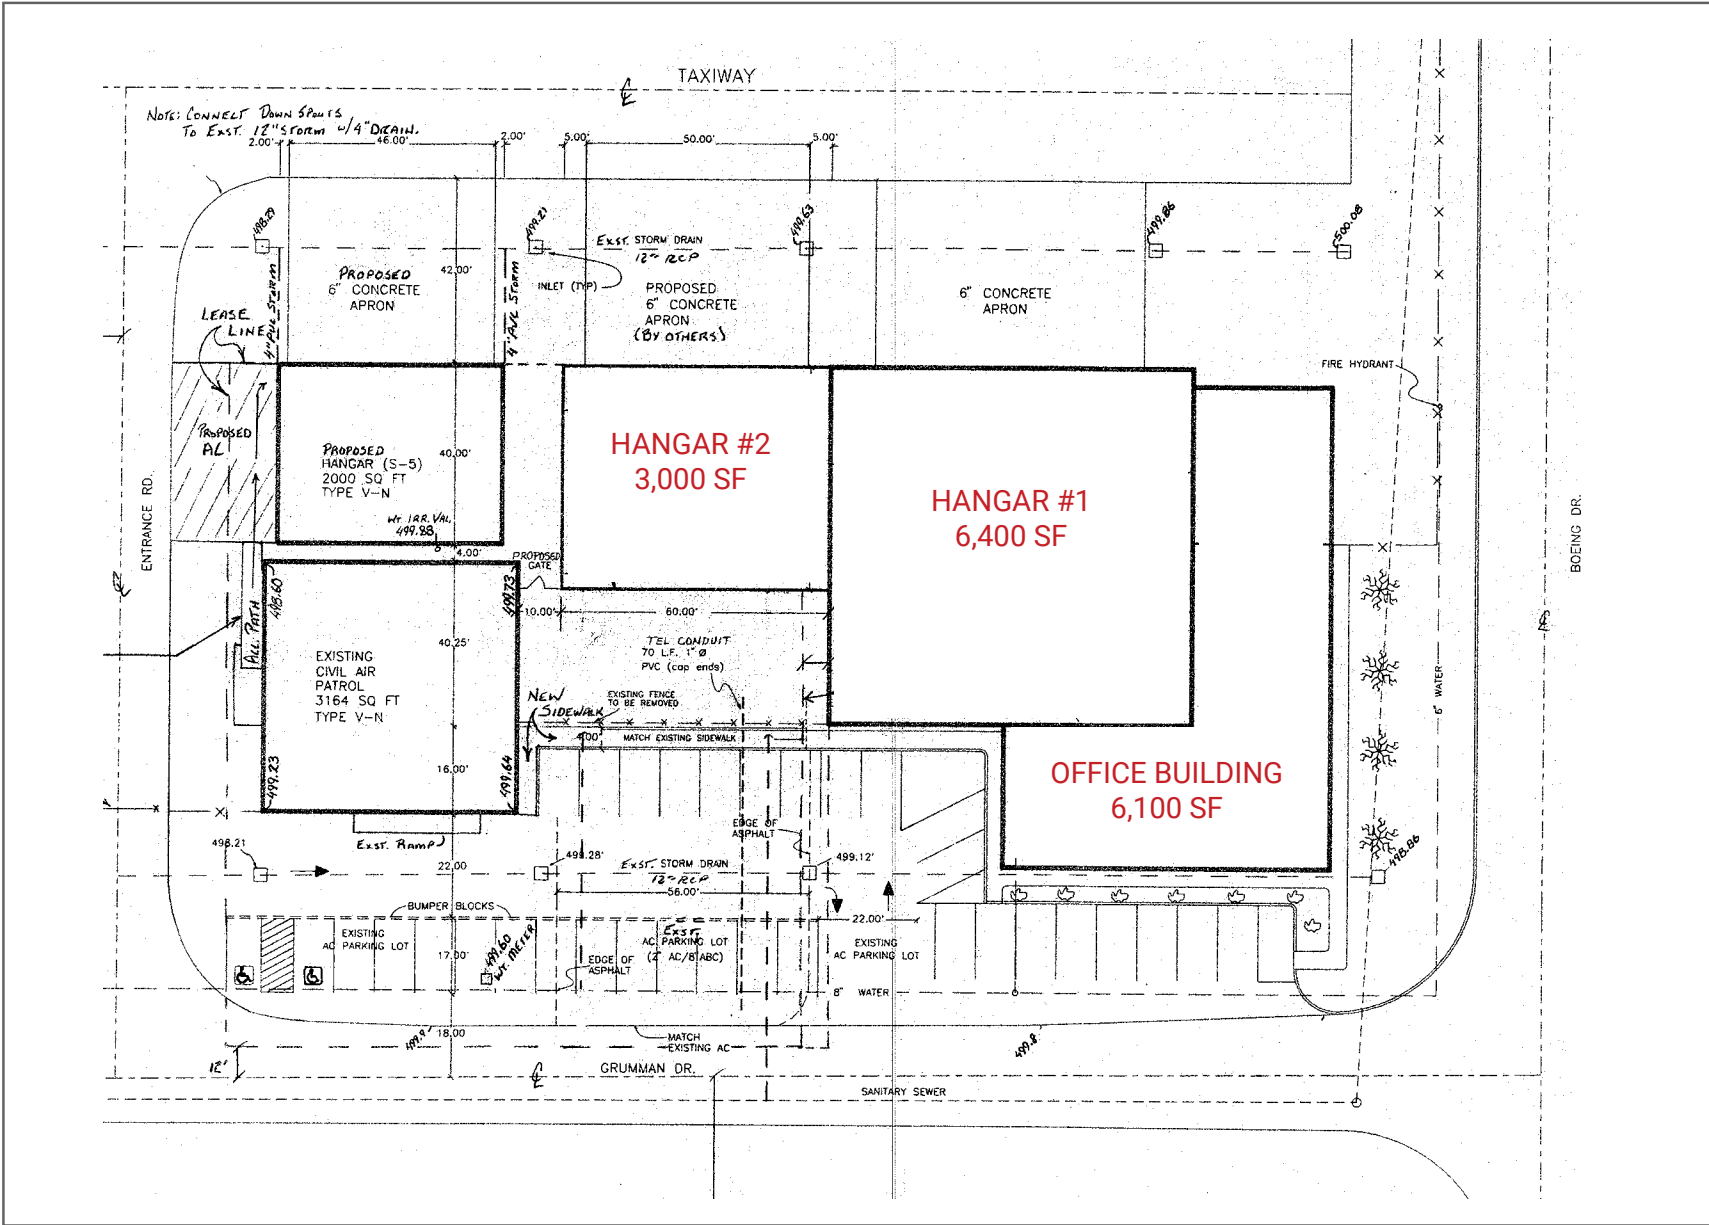 TAXIWAY
NOTE: CONNECT DOWN SPOUTS
TO EXST. 12" STORM W/4" DRAIN.
2.00'
46.00'
2.00'
5.00'
50.00'
5.00'
498.29
499.21
499.63
499.86
500.08
EXST. STORM DRAIN
12" RCP
INLET (TYP)
42.00'
PROPOSED
6" CONCRETE
APRON
PROPOSED
6" CONCRETE
APRON
(BY OTHERS)
6" CONCRETE
APRON
4" PVC STORM
4" PVC STORM
LEASE
LINE
FIRE HYDRANT
PROPOSED
AL
PROPOSED
HANGAR (S-5)
2000 SQ FT
TYPE V-N
40.00'
WT. IRR. VAL.
499.88
4.00'
HANGAR #2
3,000 SF
HANGAR #1
6,400 SF
ENTRANCE RD.
BOEING DR.
PROPOSED
GATE
10.00'
60.00'
498.60
499.73
ALL. PATH
EXISTING
CIVIL AIR
PATROL
3164 SQ FT
TYPE V-N
40.25'
TEL CONDUIT
70 L.F. 1" Ø
PVC (cap ends)
NEW
SIDEWALK
EXISTING FENCE
TO BE REMOVED
4.00'
MATCH EXISTING SIDEWALK
6" WATER
499.23
499.64
16.00'
OFFICE BUILDING
6,100 SF
EDGE OF
ASPHALT
EXST. RAMP
498.21
22.00
499.28'
EXST. STORM DRAIN
12" RCP
56.00'
499.12'
498.86
BUMPER BLOCKS
22.00'
EXISTING
AC PARKING LOT
17.00'
499.60
WT. METER
EXST.
AC PARKING LOT
(2" AC/8"ABC)
EDGE OF
ASPHALT
EXISTING
AC PARKING LOT
8" WATER
499.9'
18.00
MATCH
EXISTING AC
499.8'
12'
GRUMMAN DR.
SANITARY SEWER